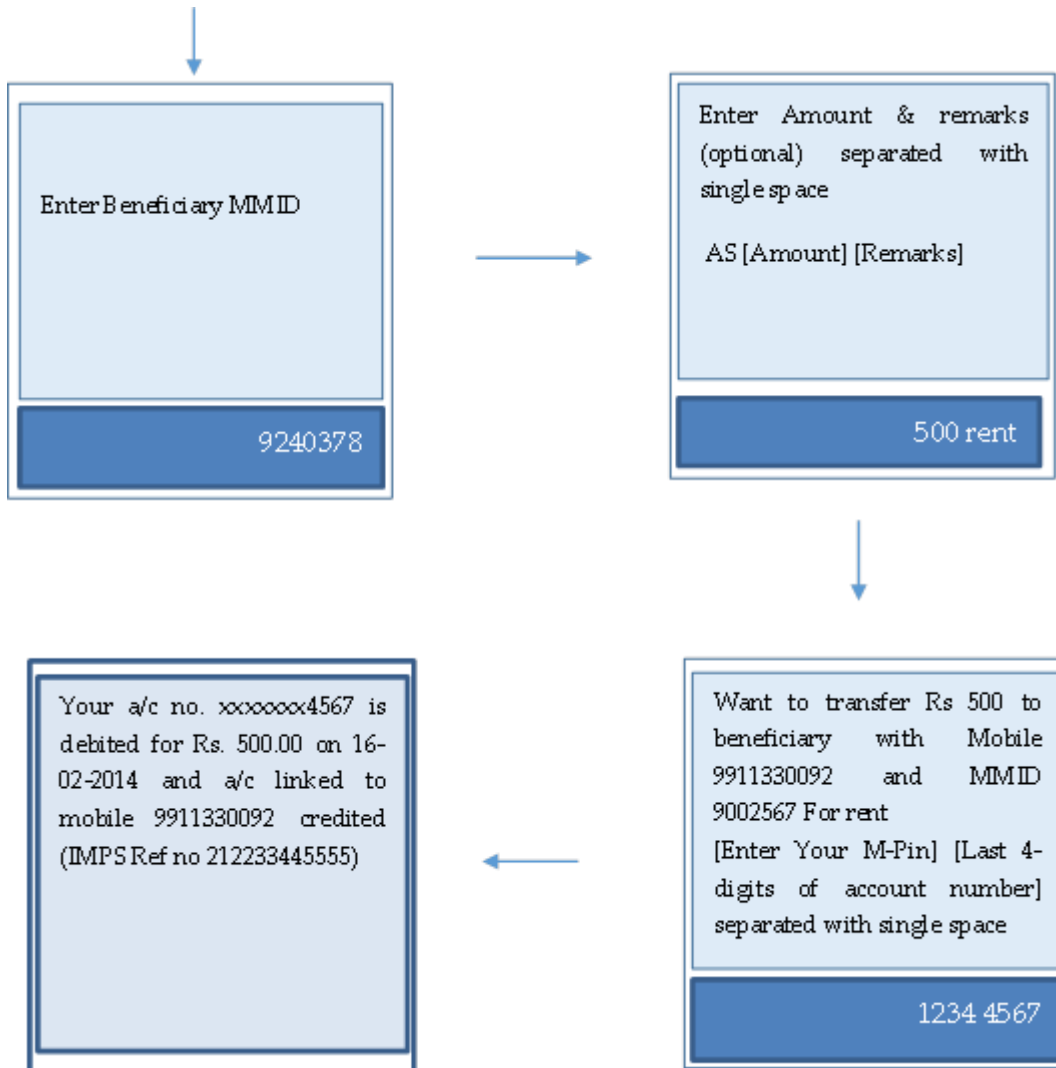 Enter Beneficiary MMID
9240378
Enter Amount & remarks
(optional) separated with
single space
AS [Amount] [Remarks]
500 rent
Want to transfer Rs 500 to
beneficiary with Mobile
9911330092 and MMID
9002567 For rent
[Enter Your M-Pin] [Last 4-
digits of account number]
separated with single space
1234 4567
Your a/c no. xxxxxxx4567 is
debited for Rs. 500.00 on 16-
02-2014 and a/c linked to
mobile 9911330092 credited
(IMPS Ref no 212233445555)